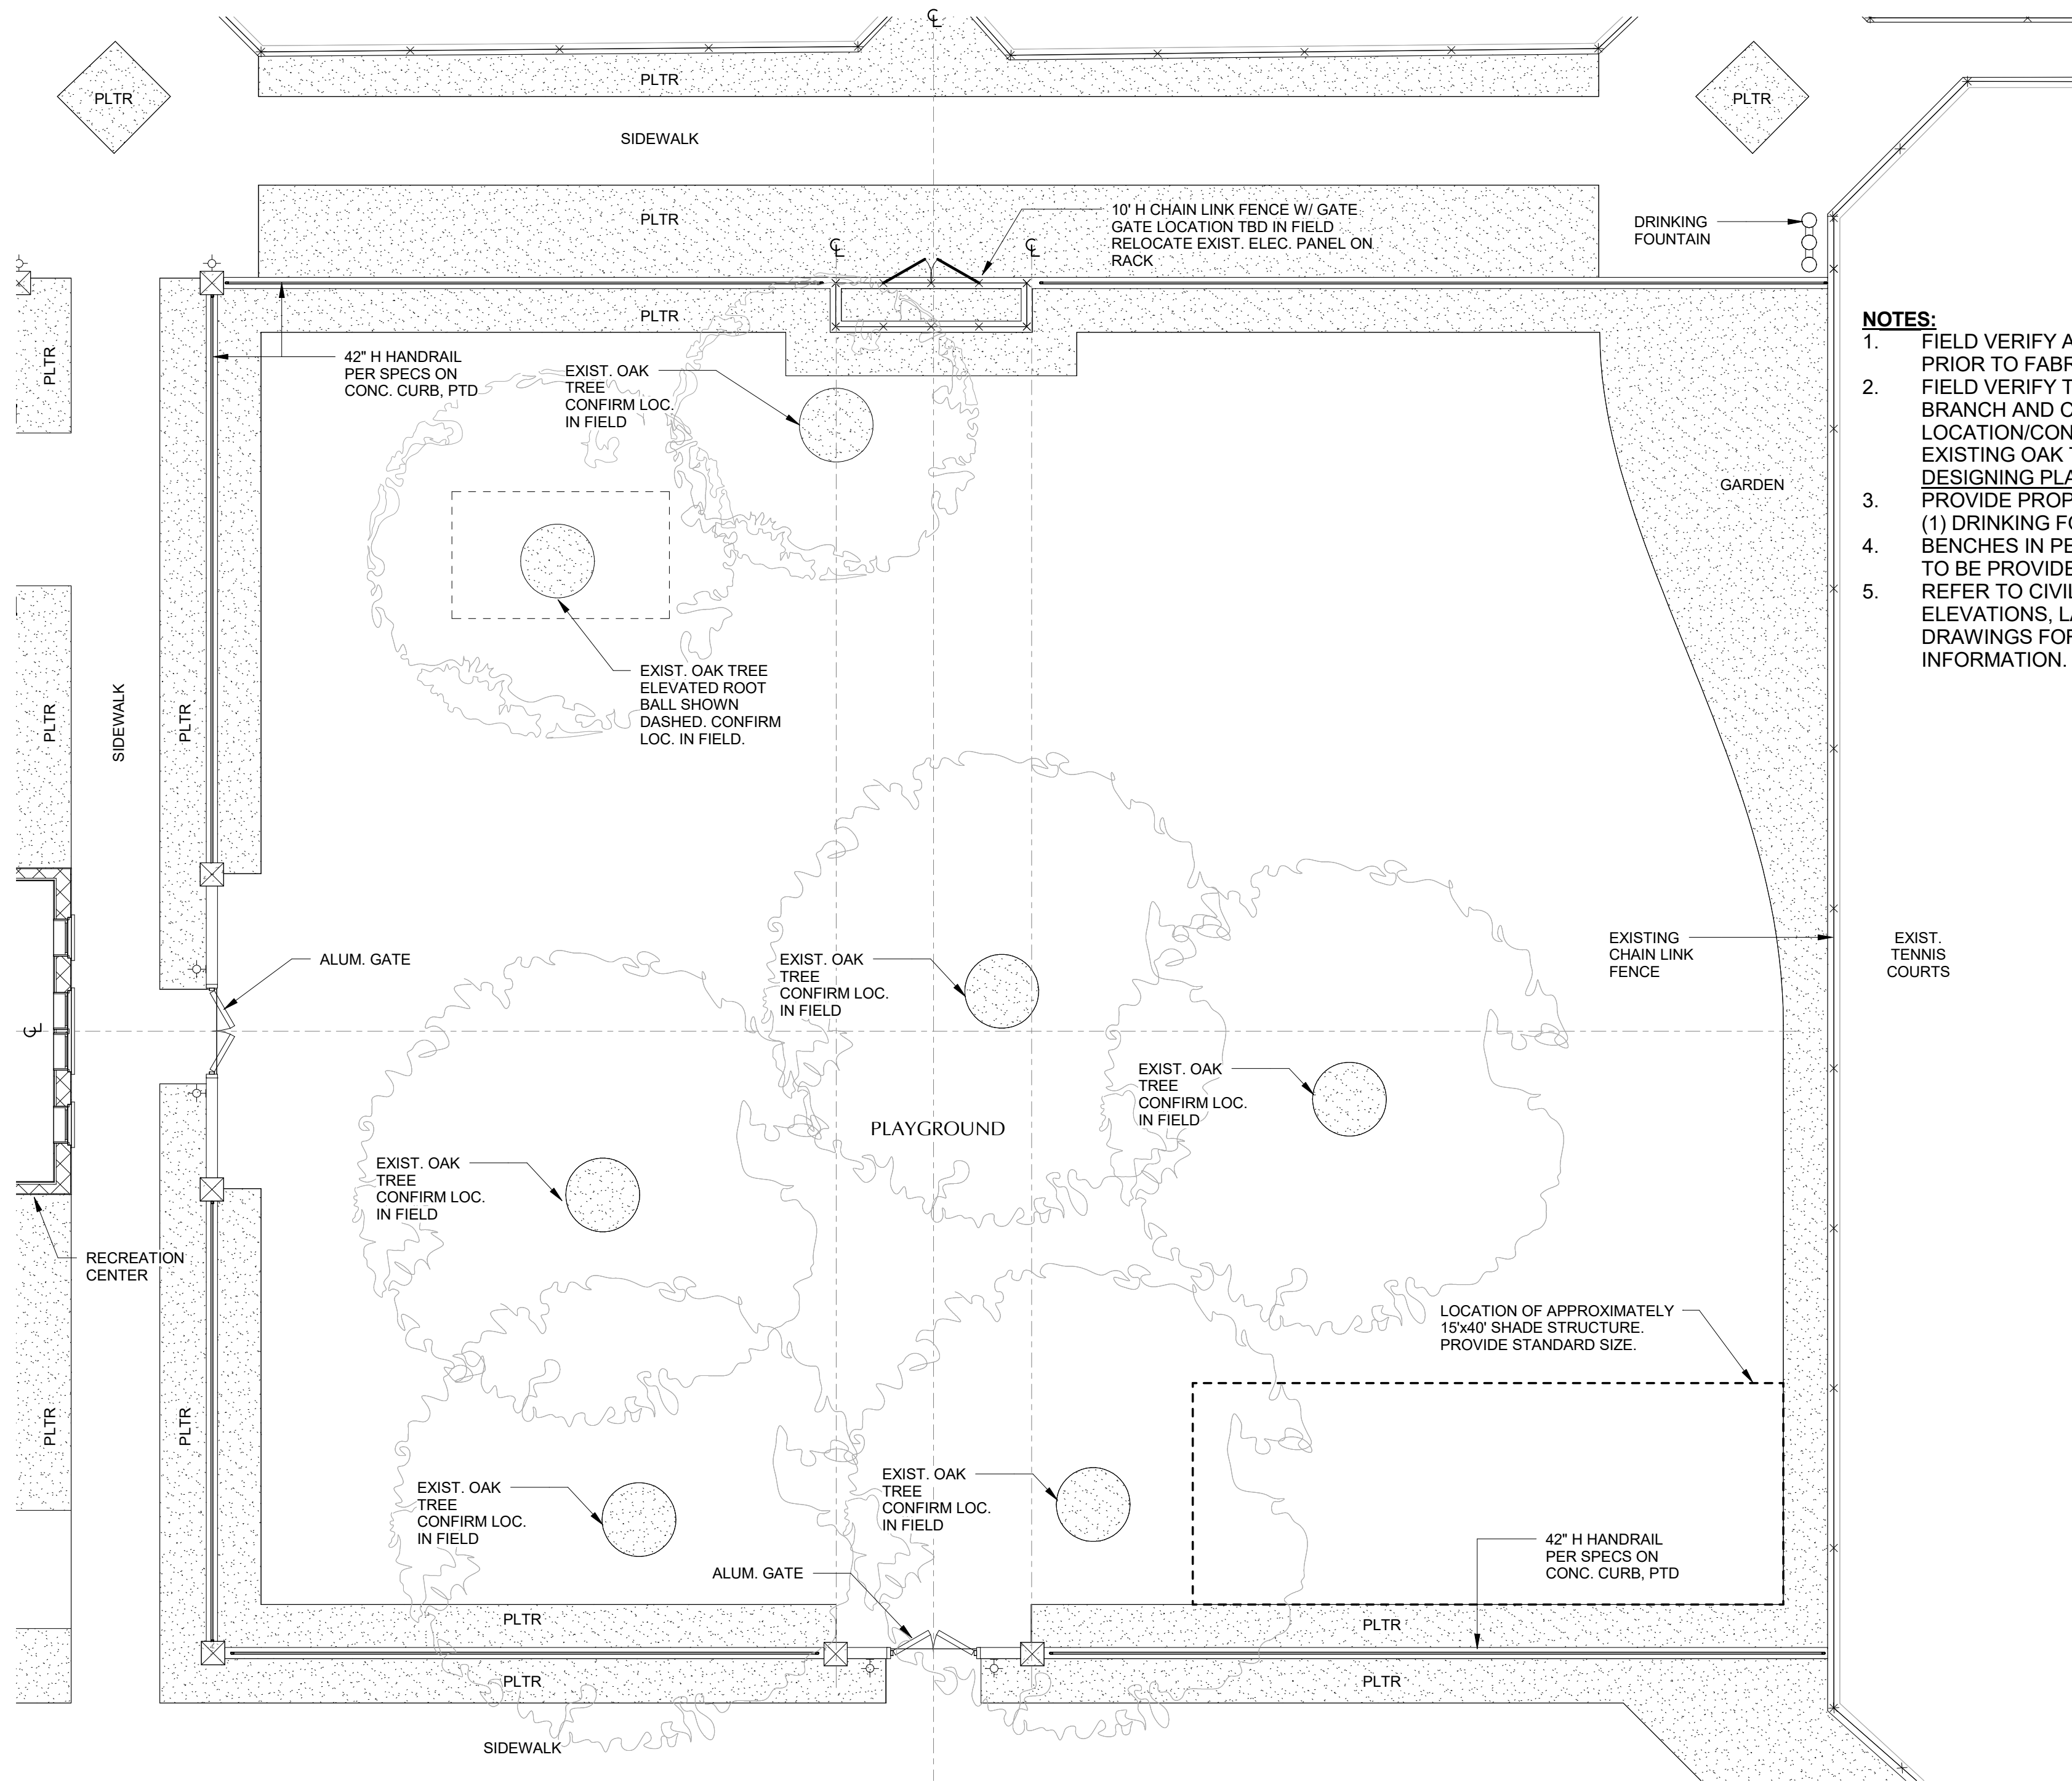 ℄
PLTR
PLTR
PLTR
SIDEWALK
PLTR
10' H CHAIN LINK FENCE W/ GATE
GATE LOCATION TBD IN FIELD
RELOCATE EXIST. ELEC. PANEL ON
RACK
DRINKING
FOUNTAIN
℄
℄
PLTR
NOTES:
1. FIELD VERIFY A
PRIOR TO FABR
2. FIELD VERIFY T
BRANCH AND C
LOCATION/CON
EXISTING OAK T
DESIGNING PLA
3. PROVIDE PROP
(1) DRINKING FO
4. BENCHES IN PE
TO BE PROVIDE
5. REFER TO CIVIL
ELEVATIONS, LA
DRAWINGS FOR
INFORMATION.
PLTR
42" H HANDRAIL
PER SPECS ON
CONC. CURB, PTD
EXIST. OAK
TREE
CONFIRM LOC.
IN FIELD
GARDEN
EXIST. OAK TREE
ELEVATED ROOT
BALL SHOWN
DASHED. CONFIRM
LOC. IN FIELD.
PLTR
SIDEWALK
PLTR
ALUM. GATE
EXIST. OAK
TREE
CONFIRM LOC.
IN FIELD
EXISTING
CHAIN LINK
FENCE
EXIST.
TENNIS
COURTS
℄
EXIST. OAK
TREE
CONFIRM LOC.
IN FIELD
PLAYGROUND
EXIST. OAK
TREE
CONFIRM LOC.
IN FIELD
RECREATION
CENTER
LOCATION OF APPROXIMATELY
15'x40' SHADE STRUCTURE.
PROVIDE STANDARD SIZE.
PLTR
PLTR
EXIST. OAK
TREE
CONFIRM LOC.
IN FIELD
EXIST. OAK
TREE
CONFIRM LOC.
IN FIELD
42" H HANDRAIL
PER SPECS ON
CONC. CURB, PTD
ALUM. GATE
PLTR
PLTR
PLTR
PLTR
SIDEWALK